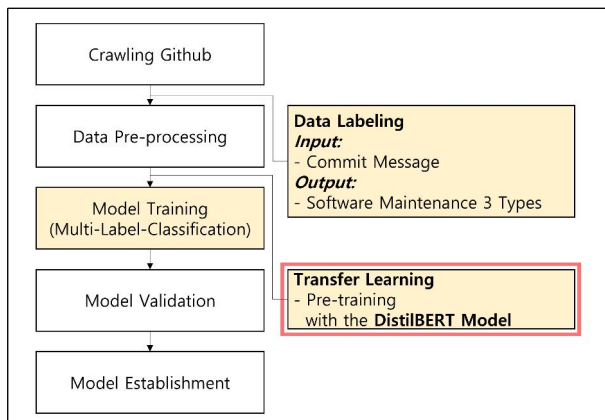 Crawling Github
Data Pre-processing
Data Labeling
Input:
- Commit Message
Output:
- Software Maintenance 3 Types
Model Training
(Multi-Label-Classification)
Model Validation
Transfer Learning
- Pre-training
with the DistilBERT Model
Model Establishment